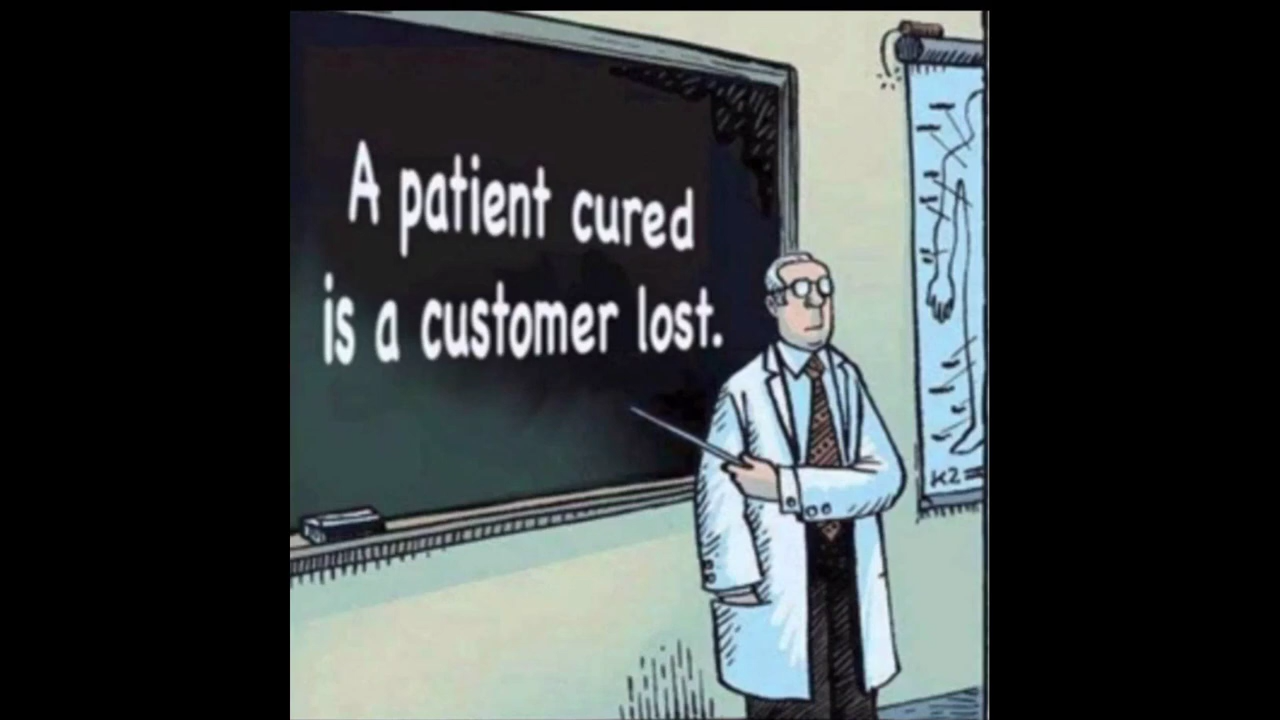 A patient cured
is a customer lost.